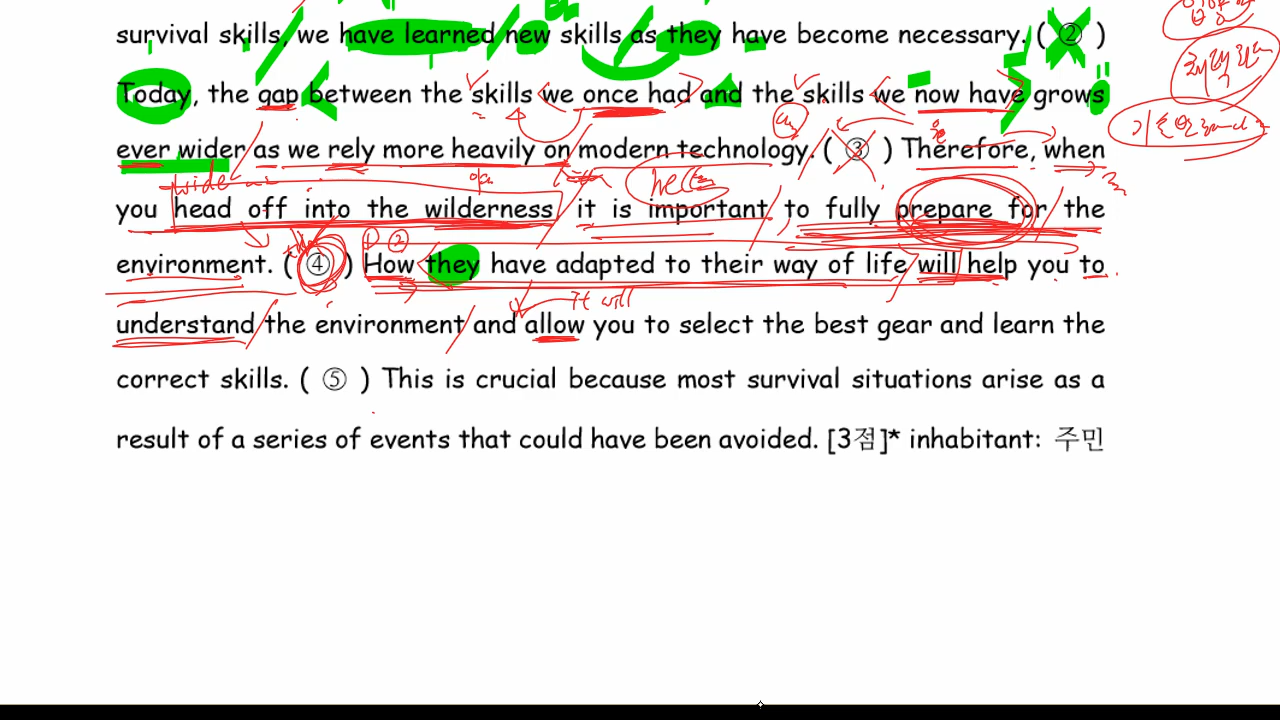 survival skills, we have learned new skills as they have become necessary. ( ② )
Today, the gap between the skills we once had and the skills we now have grows
ever wider as we rely more heavily on modern technology. ( ③ ) Therefore, when
you head off into the wilderness, it is important to fully prepare for the
environment. ( ④ ) How they have adapted to their way of life will help you to
It will
understand the environment and allow you to select the best gear and learn the
correct skills. ( ⑤ ) This is crucial because most survival situations arise as a
result of a series of events that could have been avoided. [3점]* inhabitant: 주민